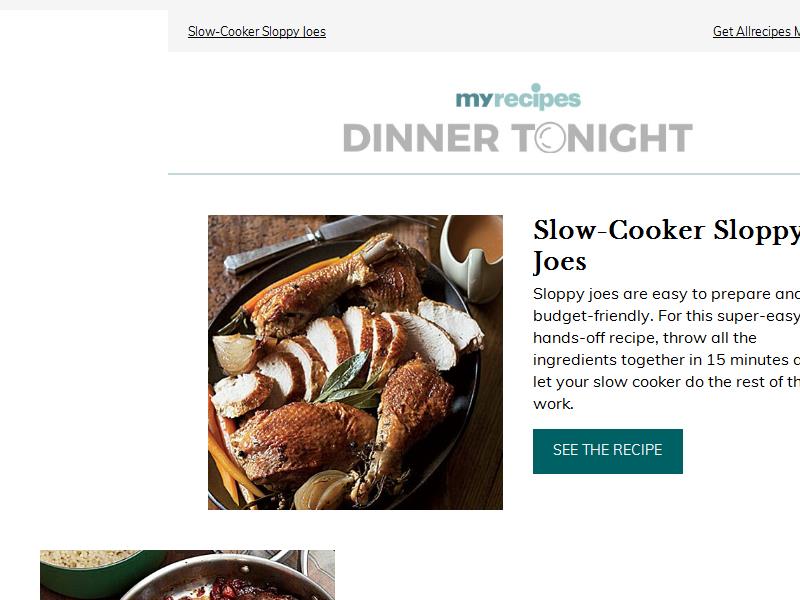 Slow-Cooker Sloppy Joes
Get Allrecipes
myrecipes
DINNER TONIGHT
Slow-Cooker Sloppy
Joes
Sloppy joes are easy to prepare and
budget-friendly. For this super-easy
hands-off recipe, throw all the
ingredients together in 15 minutes
let your slow cooker do the rest of
work.
SEE THE RECIPE